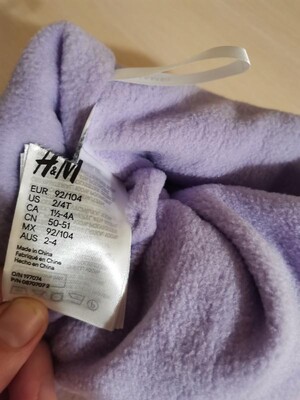 H&M
EUR 92/104
US 2/4T
CA 1½-4A
CN 50-51
MX 92/104
AUS 2-4
Made in China
Fabriqué en Chine
Hecho en China